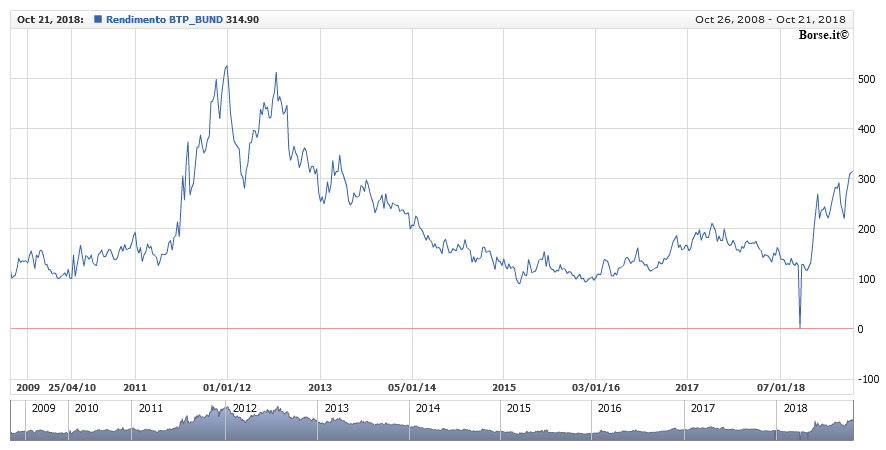 Oct 21, 2018: Rendimento BTP_BUND 314.90 Oct 26, 2008 - Oct 21, 2018
Borse.it©
500
400
300
200
100
0
-100
2009 25/04/10 2011 01/01/12 2013 05/01/14 2015 03/01/16 2017 07/01/18
2009 2010 2011 2012 2013 2014 2015 2016 2017 2018